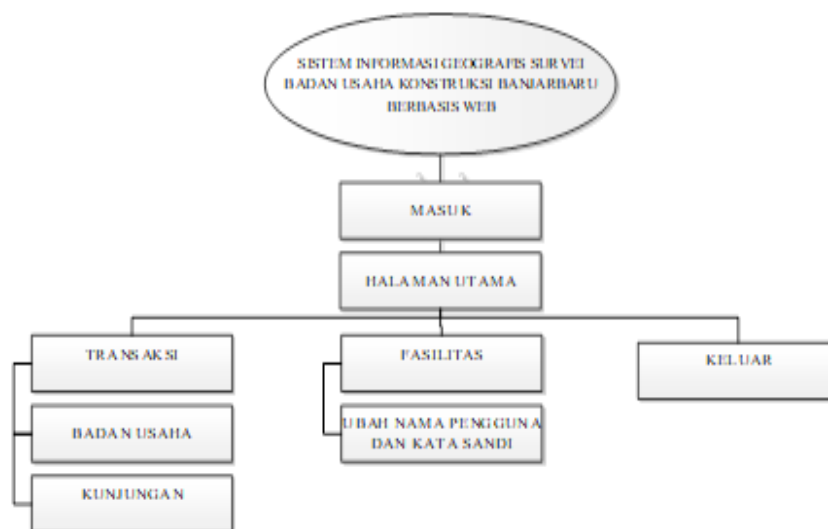 SISTEM INFORMASI GEOGRAFIS SURVEI
BADAN USAHA KONSTRUKSI BANJARBARU
BERBASIS WEB
MASUK
HALAMAN UTAMA
TRANSAKSI
FASILITAS
KELUAR
BADAN USAHA
UBAH NAMA PENGGUNA
DAN KATA SANDI
KUNJUNGAN